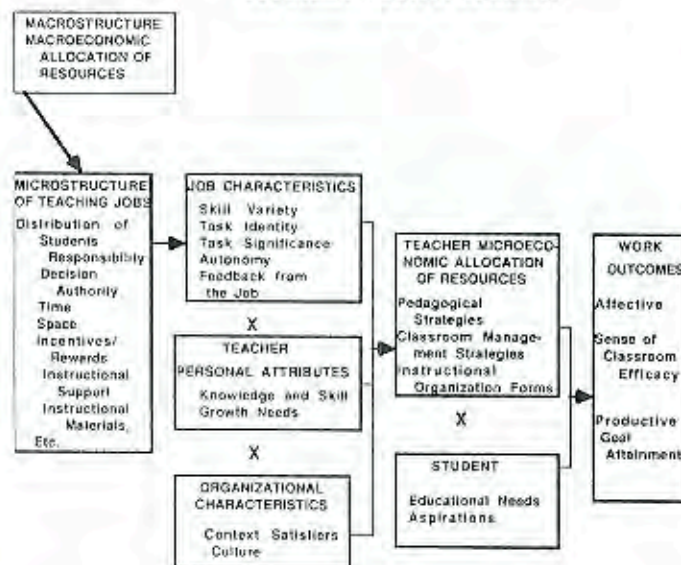 MACROSTRUCTURE
MACROECONOMIC
ALLOCATION OF
RESOURCES
MICROSTRUCTURE
OF TEACHING JOBS
Distribution of
Students
Responsibility
Decision
Authority
Time
Space
Incentives/
Rewards
Instructional
Support
Instructional
Materials,
Etc.
JOB CHARACTERISTICS
Skill Variety
Task Identity
Task Significance
Autonomy
Feedback from
the Job
X
TEACHER
PERSONAL ATTRIBUTES
Knowledge and Skill
Growth Needs
X
ORGANIZATIONAL
CHARACTERISTICS
Context Satisfiers
Culture
TEACHER MICROECO-
NOMIC ALLOCATION
OF RESOURCES
Pedagogical
Strategies
Classroom Manage-
ment Strategies
Instructional
Organization Forms
X
STUDENT
Educational Needs
Aspirations
WORK
OUTCOMES
Affective
Sense of
Classroom
Efficacy
Productive
Goal
Attainment